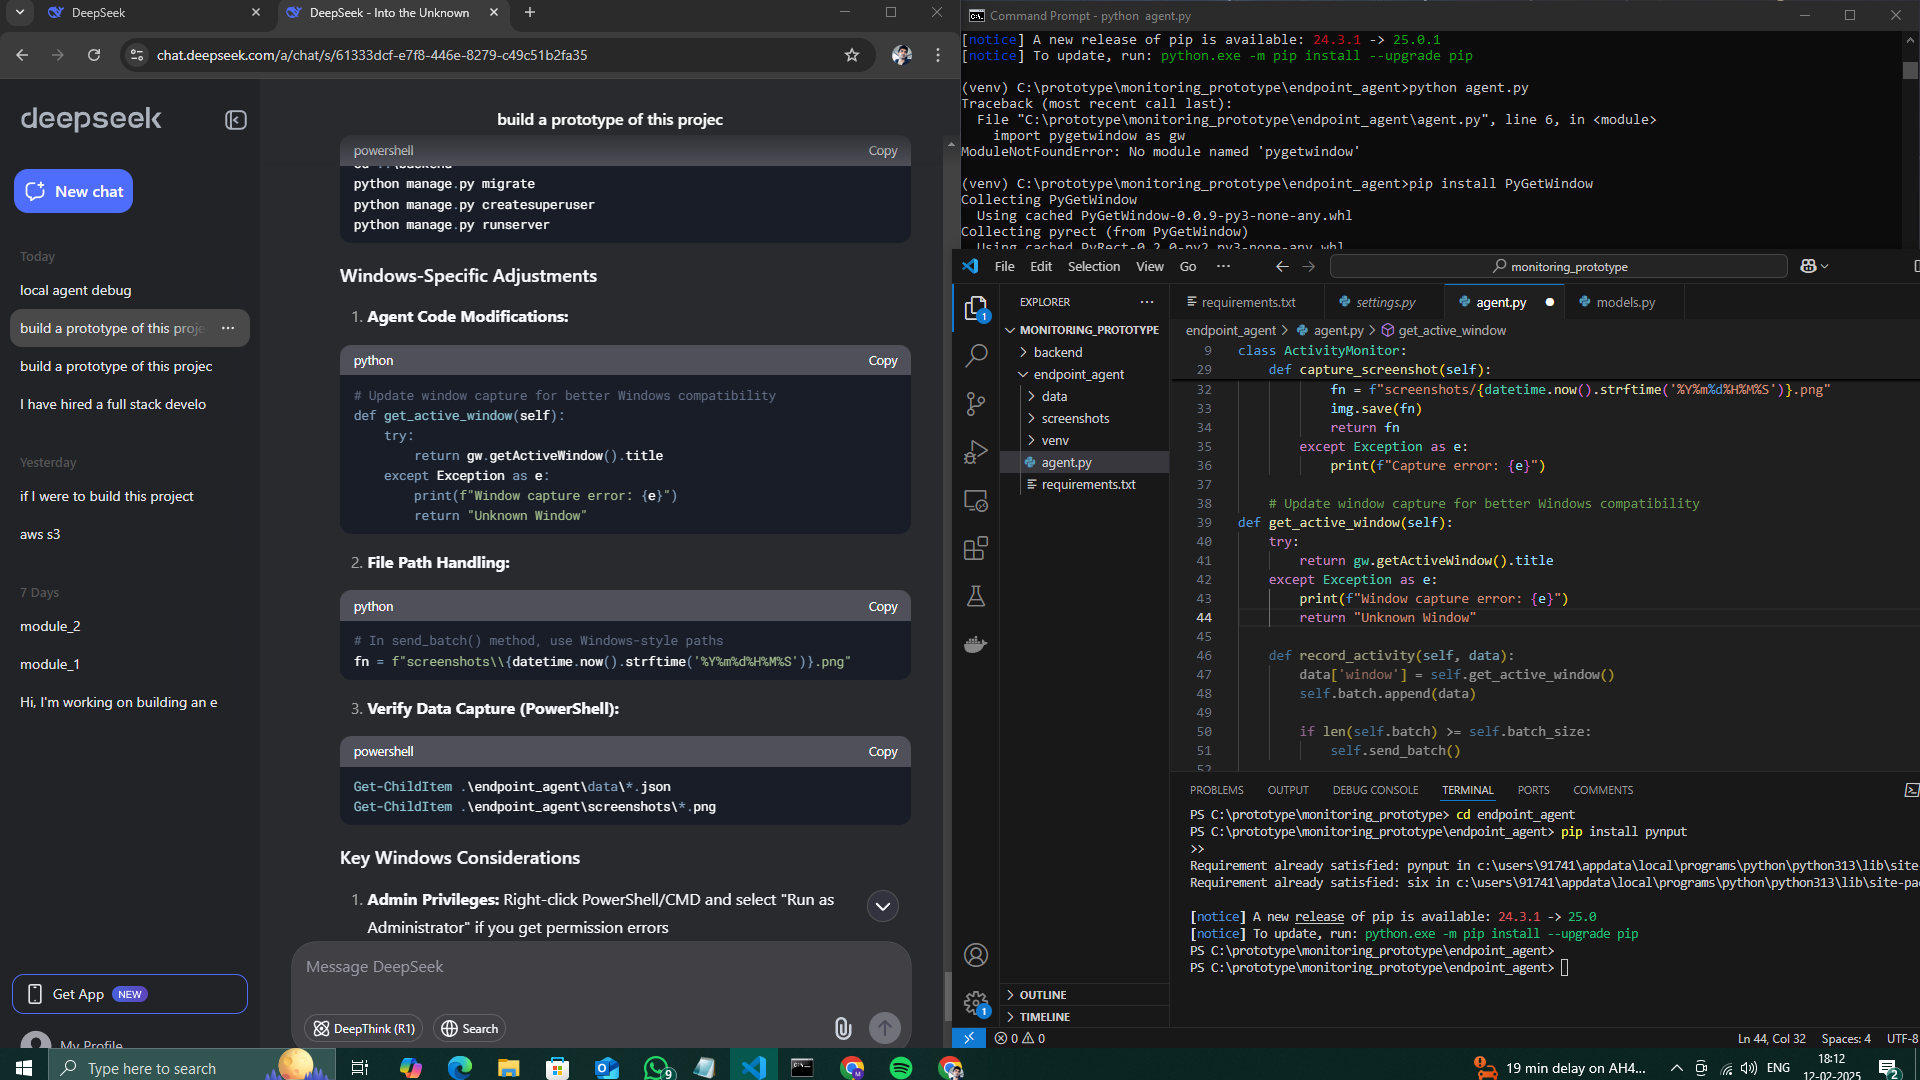 DeepSeek
DeepSeek - Into the Unknown
chat.deepseek.com/a/chat/s/61333dcf-e7f8-446e-8279-c49c51b2fa35
deepseek
New chat
Today
local agent debug
build a prototype of this proje
build a prototype of this projec
I have hired a full stack develo
Yesterday
if I were to build this project
aws s3
7 Days
module_2
module_1
Hi, I'm working on building an e
Get App NEW
My Profile
build a prototype of this projec
powershell Copy
python manage.py migrate
python manage.py createsuperuser
python manage.py runserver
Windows-Specific Adjustments
1. Agent Code Modifications:
python Copy
# Update window capture for better Windows compatibility
def get_active_window(self):
try:
return gw.getActiveWindow().title
except Exception as e:
print(f"Window capture error: {e}")
return "Unknown Window"
2. File Path Handling:
python Copy
# In send_batch() method, use Windows-style paths
fn = f"screenshots\\{datetime.now().strftime('%Y%m%d%H%M%S')}.png"
3. Verify Data Capture (PowerShell):
powershell Copy
Get-ChildItem .\endpoint_agent\data\*.json
Get-ChildItem .\endpoint_agent\screenshots\*.png
Key Windows Considerations
1. Admin Privileges: Right-click PowerShell/CMD and select "Run as
Administrator" if you get permission errors
Message DeepSeek
DeepThink (R1) Search
Command Prompt - python agent.py
[notice] A new release of pip is available: 24.3.1 -> 25.0.1
[notice] To update, run: python.exe -m pip install --upgrade pip
(venv) C:\prototype\monitoring_prototype\endpoint_agent>python agent.py
Traceback (most recent call last):
File "C:\prototype\monitoring_prototype\endpoint_agent\agent.py", line 6, in <module>
import pygetwindow as gw
ModuleNotFoundError: No module named 'pygetwindow'
(venv) C:\prototype\monitoring_prototype\endpoint_agent>pip install PyGetWindow
Collecting PyGetWindow
Using cached PyGetWindow-0.0.9-py3-none-any.whl
Collecting pyrect (from PyGetWindow)
Using cached PyRect-0.2.0-py2.py3-none-any.whl
File Edit Selection View Go ··· monitoring_prototype
EXPLORER ···
MONITORING_PROTOTYPE
backend
endpoint_agent
data
screenshots
venv
agent.py
requirements.txt
OUTLINE
TIMELINE
1
1
requirements.txt settings.py agent.py models.py
endpoint_agent > agent.py > get_active_window
9 class ActivityMonitor:
29 def capture_screenshot(self):
32 fn = f"screenshots/{datetime.now().strftime('%Y%m%d%H%M%S')}.png"
33 img.save(fn)
34 return fn
35 except Exception as e:
36 print(f"Capture error: {e}")
37
38 # Update window capture for better Windows compatibility
39 def get_active_window(self):
40 try:
41 return gw.getActiveWindow().title
42 except Exception as e:
43 print(f"Window capture error: {e}")
44 return "Unknown Window"
45
46 def record_activity(self, data):
47 data['window'] = self.get_active_window()
48 self.batch.append(data)
49
50 if len(self.batch) >= self.batch_size:
51 self.send_batch()
52
PROBLEMS OUTPUT DEBUG CONSOLE TERMINAL PORTS COMMENTS
PS C:\prototype\monitoring_prototype> cd endpoint_agent
PS C:\prototype\monitoring_prototype\endpoint_agent> pip install pynput
>>
Requirement already satisfied: pynput in c:\users\91741\appdata\local\programs\python\python313\lib\site-
Requirement already satisfied: six in c:\users\91741\appdata\local\programs\python\python313\lib\site-pa
[notice] A new release of pip is available: 24.3.1 -> 25.0
[notice] To update, run: python.exe -m pip install --upgrade pip
PS C:\prototype\monitoring_prototype\endpoint_agent>
PS C:\prototype\monitoring_prototype\endpoint_agent>
0 0 Ln 44, Col 32 Spaces: 4 UTF-8
Type here to search 9 19 min delay on AH4... ENG 18:12
12-02-2025 2